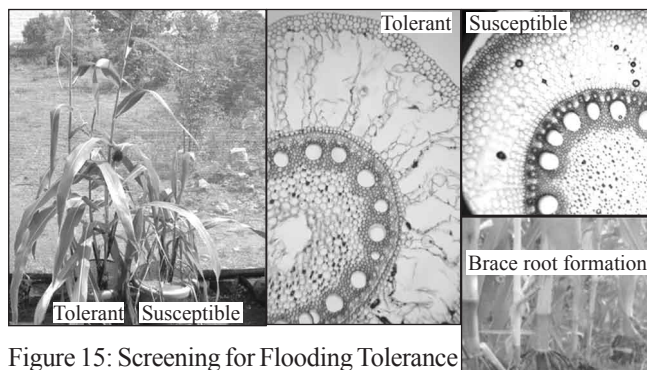 Tolerant
Susceptible
Tolerant Susceptible
Brace root formation
Figure 15: Screening for Flooding Tolerance